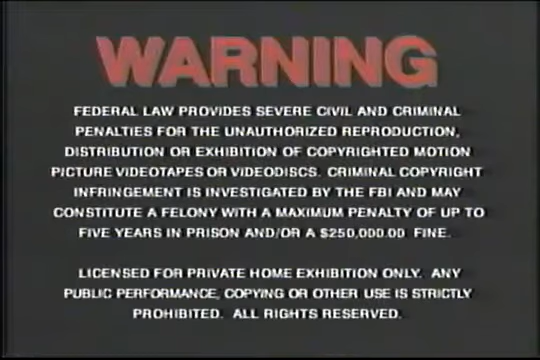 WARNING
FEDERAL LAW PROVIDES SEVERE CIVIL AND CRIMINAL
PENALTIES FOR THE UNAUTHORIZED REPRODUCTION,
DISTRIBUTION OR EXHIBITION OF COPYRIGHTED MOTION
PICTURE VIDEOTAPES OR VIDEODISCS. CRIMINAL COPYRIGHT
INFRINGEMENT IS INVESTIGATED BY THE FBI AND MAY
CONSTITUTE A FELONY WITH A MAXIMUM PENALTY OF UP TO
FIVE YEARS IN PRISON AND/OR A $250,000.00 FINE.
LICENSED FOR PRIVATE HOME EXHIBITION ONLY. ANY
PUBLIC PERFORMANCE, COPYING OR OTHER USE IS STRICTLY
PROHIBITED. ALL RIGHTS RESERVED.